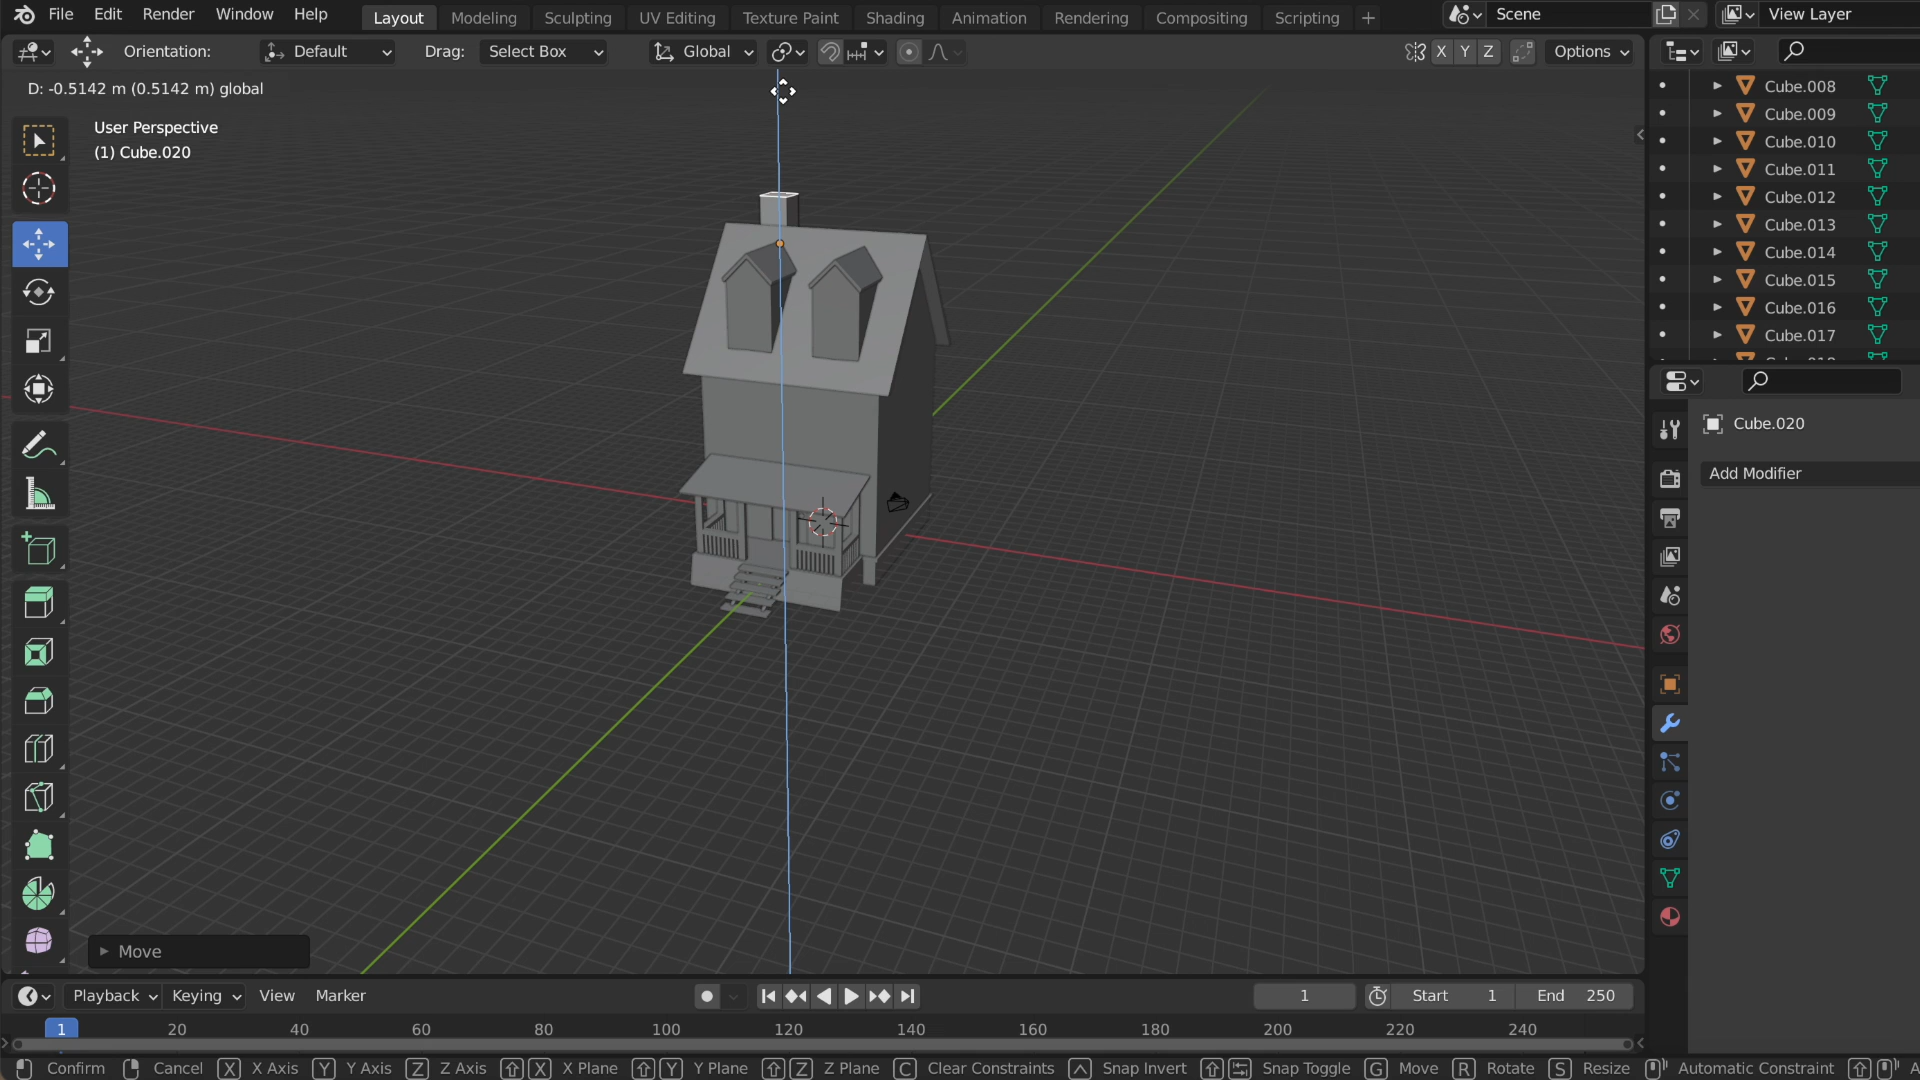 File Edit Render Window Help Layout Modeling Sculpting UV Editing Texture Paint Shading Animation Rendering Compositing Scripting + Scene View Layer
Orientation: Default Drag: Select Box Global X Y Z Options
D: -0.5142 m (0.5142 m) global
User Perspective
(1) Cube.020
Cube.008
Cube.009
Cube.010
Cube.011
Cube.012
Cube.013
Cube.014
Cube.015
Cube.016
Cube.017
Cube.020
Add Modifier
Move
Playback Keying View Marker 1 Start 1 End 250
1 20 40 60 80 100 120 140 160 180 200 220 240
Confirm Cancel X X Axis Y Y Axis Z Z Axis X X Plane Y Y Plane Z Z Plane C Clear Constraints Snap Invert Snap Toggle G Move R Rotate S Resize Automatic Constraint